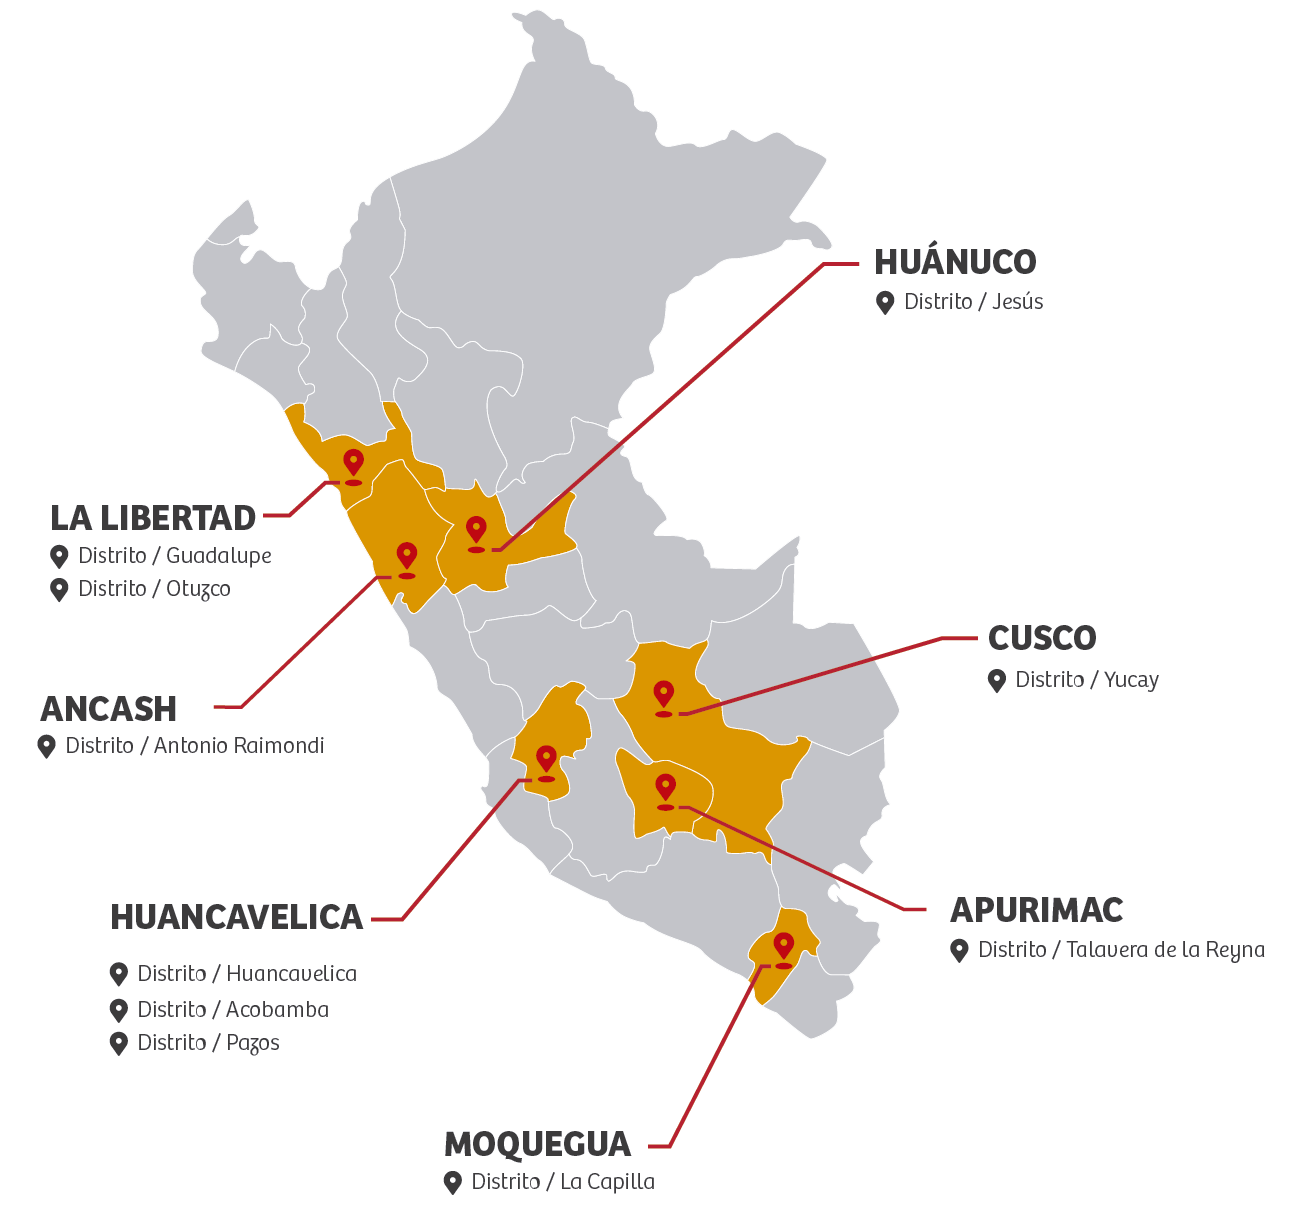 HUÁNUCO
Distrito / Jesús
LA LIBERTAD
Distrito / Guadalupe
Distrito / Otuzco
CUSCO
Distrito / Yucay
ANCASH
Distrito / Antonio Raimondi
HUANCAVELICA
Distrito / Huancavelica
Distrito / Acobamba
Distrito / Pazos
APURIMAC
Distrito / Talavera de la Reyna
MOQUEGUA
Distrito / La Capilla